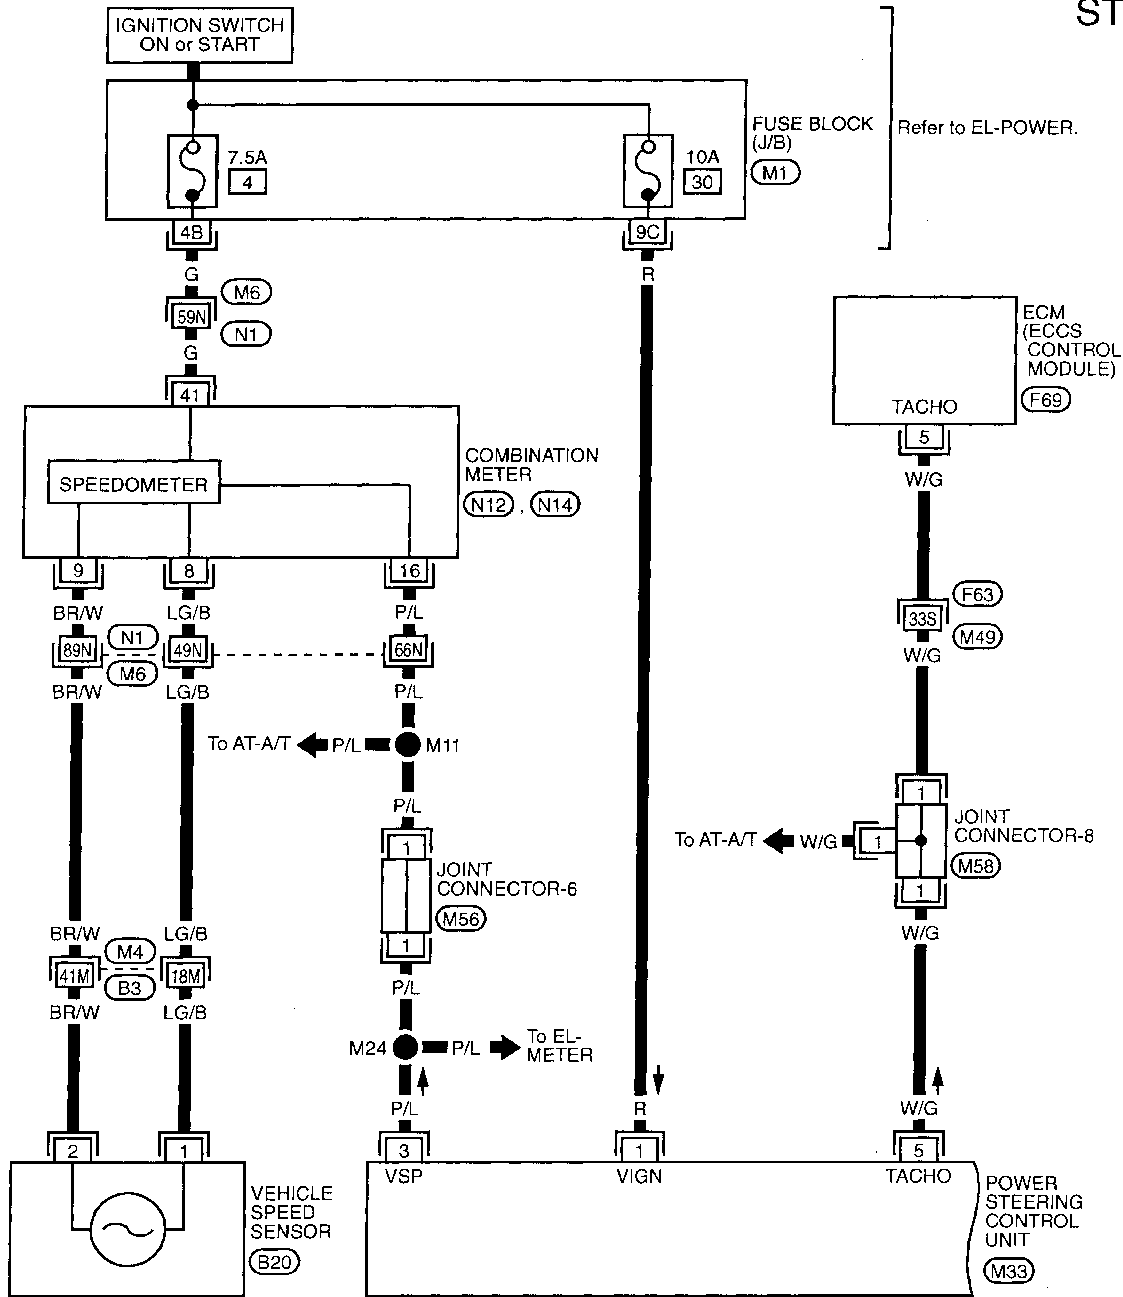 ST
IGNITION SWITCH
ON or START
FUSE BLOCK
(J/B)
M1
Refer to EL-POWER.
7.5A
4
10A
30
4B
9C
G
R
M6
59N
N1
G
41
ECM
(ECCS
CONTROL
MODULE)
F69
TACHO
5
W/G
COMBINATION
METER
N12 , N14
SPEEDOMETER
9
8
16
BR/W
LG/B
P/L
89N
N1
49N
66N
M6
BR/W
LG/B
P/L
F63
33S
M49
W/G
To AT-A/T
P/L
M11
P/L
1
JOINT
CONNECTOR-6
M56
1
P/L
1
JOINT
CONNECTOR-8
M58
To AT-A/T
W/G
1
1
W/G
BR/W
M4
LG/B
41M
18M
B3
BR/W
LG/B
M24
P/L
To EL-
METER
P/L
R
W/G
2
1
3
1
5
VSP
VIGN
TACHO
VEHICLE
SPEED
SENSOR
B20
POWER
STEERING
CONTROL
UNIT
M33